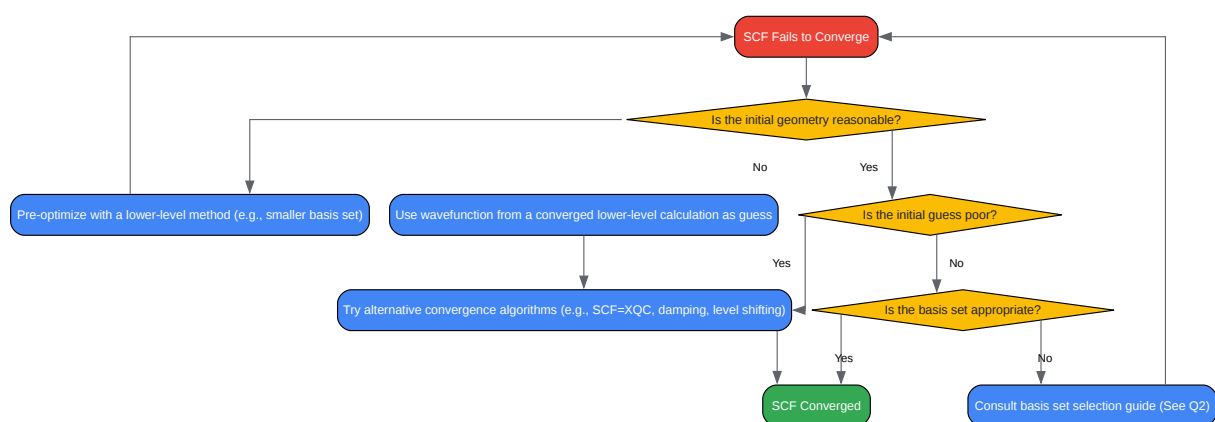 SCF Fails to Converge
Is the initial geometry reasonable?
No
Yes
Pre-optimize with a lower-level method (e.g., smaller basis set)
Use wavefunction from a converged lower-level calculation as guess
Is the initial guess poor?
Yes
No
Try alternative convergence algorithms (e.g., SCF=XQC, damping, level shifting)
Is the basis set appropriate?
Yes
No
SCF Converged
Consult basis set selection guide (See Q2)